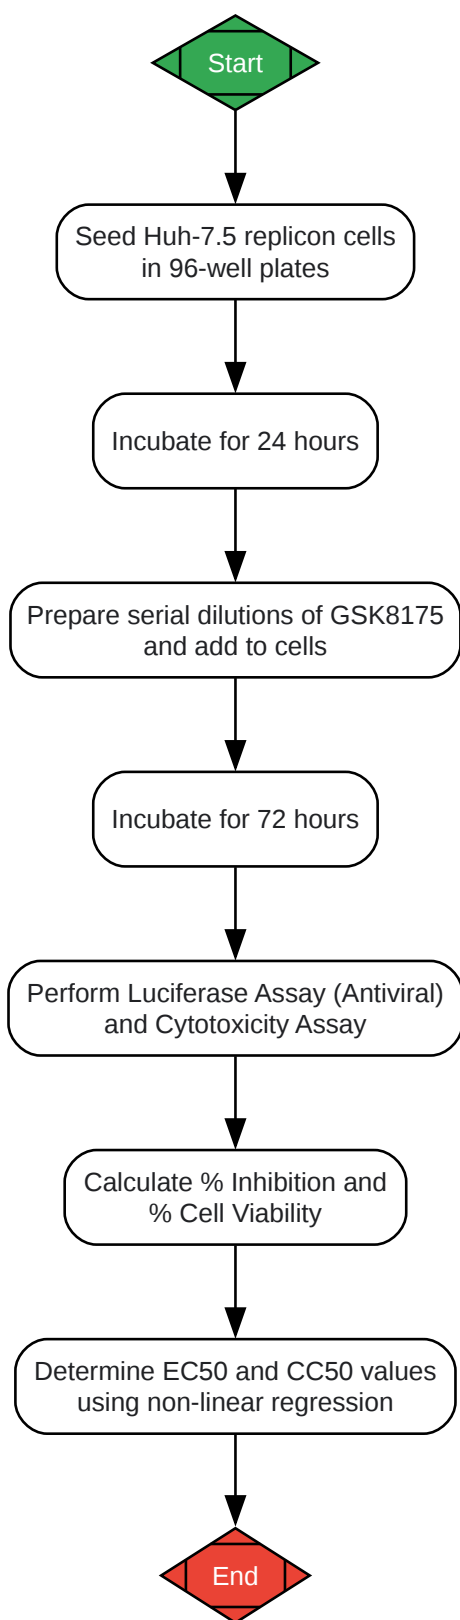 Start
Seed Huh-7.5 replicon cells
in 96-well plates
Incubate for 24 hours
Prepare serial dilutions of GSK8175
and add to cells
Incubate for 72 hours
Perform Luciferase Assay (Antiviral)
and Cytotoxicity Assay
Calculate % Inhibition and
% Cell Viability
Determine EC50 and CC50 values
using non-linear regression
End